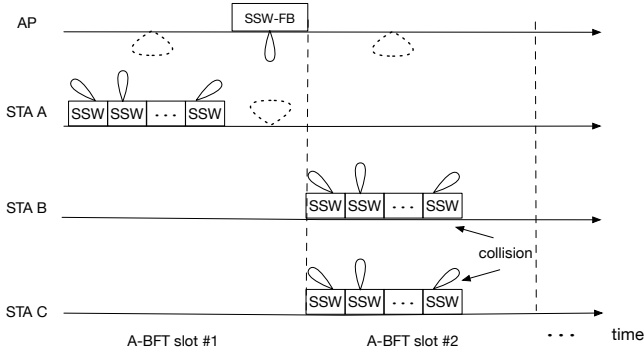 AP
SSW-FB
STA A
SSW SSW ... SSW
STA B
SSW SSW ... SSW
collision
STA C
SSW SSW ... SSW
A-BFT slot #1 A-BFT slot #2 ... time